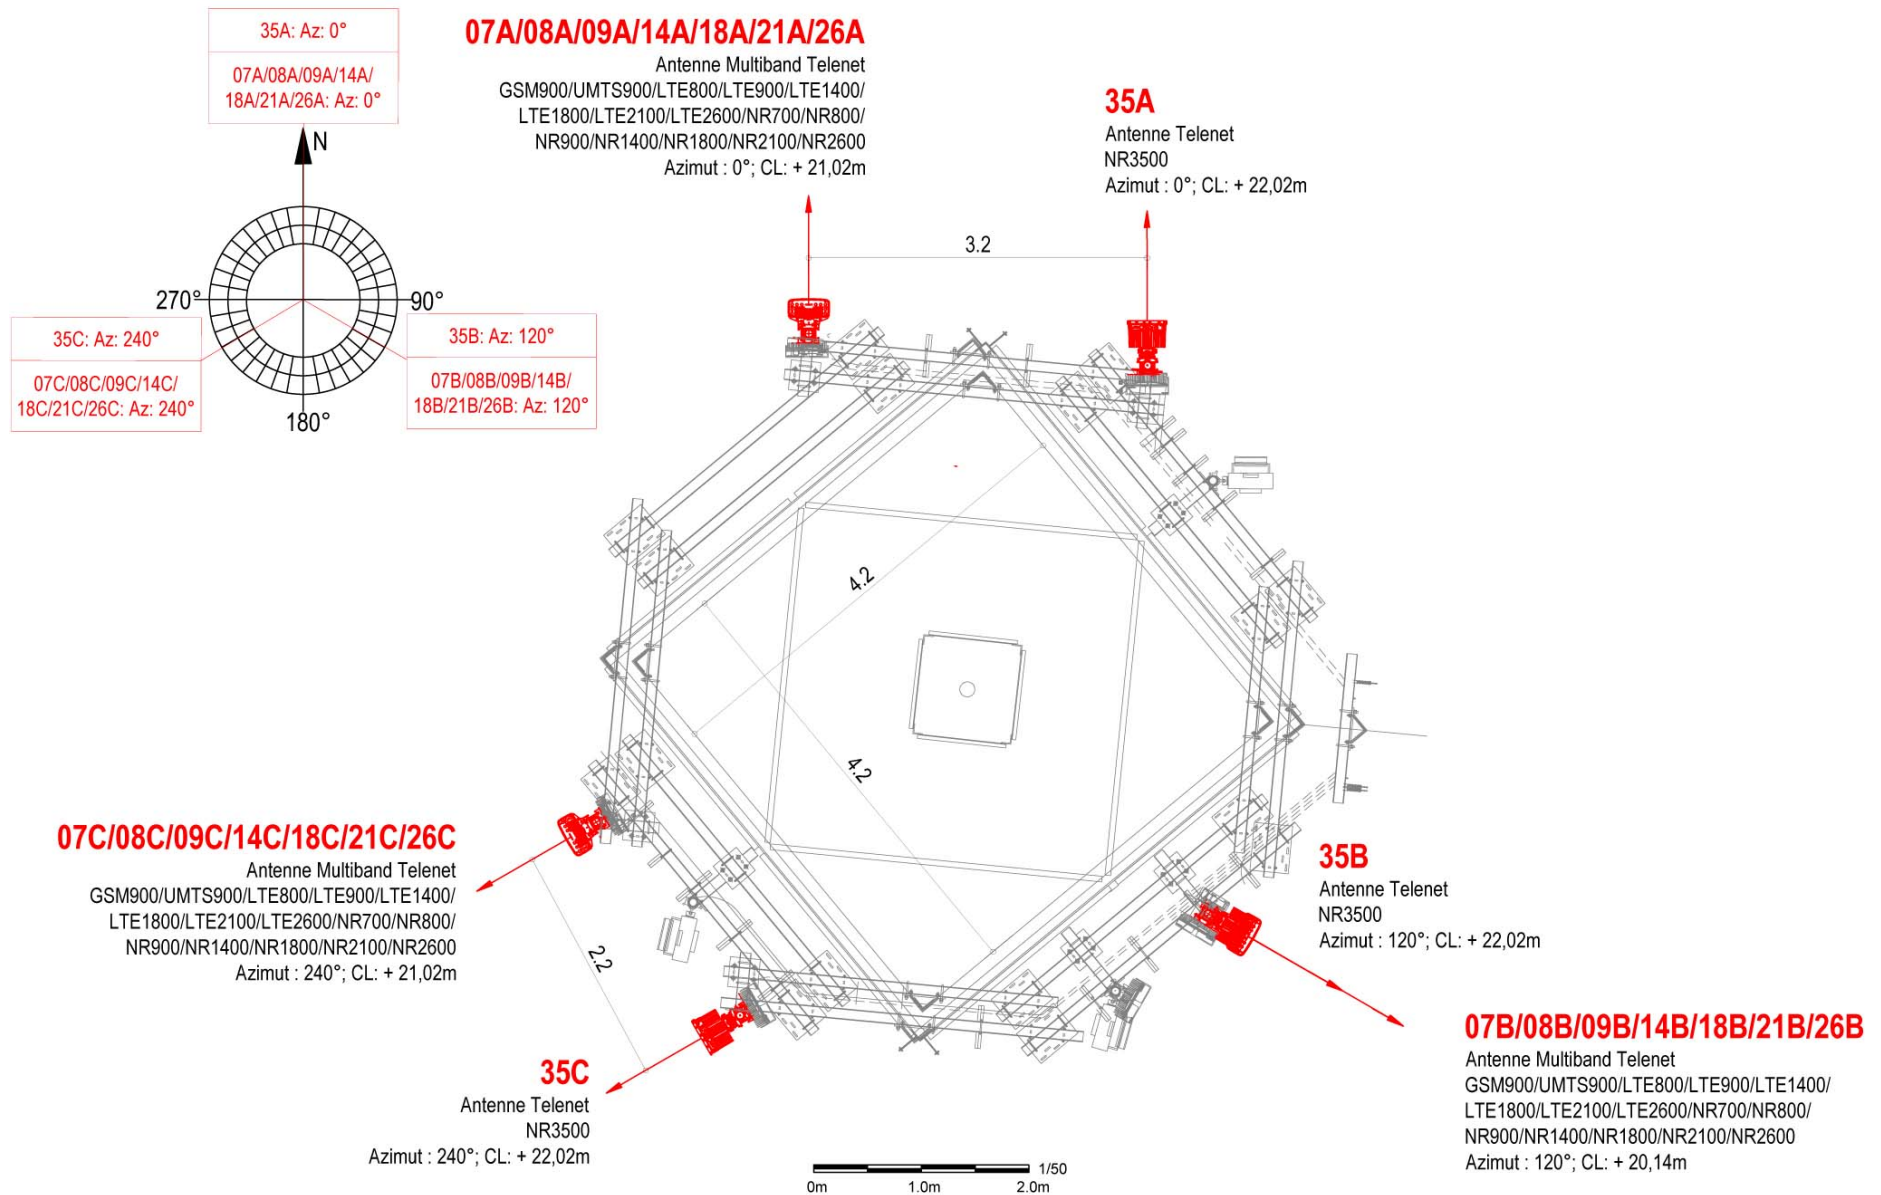 35A: Az: 0°
07A/08A/09A/14A/
18A/21A/26A: Az: 0°
N
270°
90°
180°
35C: Az: 240°
07C/08C/09C/14C/
18C/21C/26C: Az: 240°
35B: Az: 120°
07B/08B/09B/14B/
18B/21B/26B: Az: 120°
07A/08A/09A/14A/18A/21A/26A
Antenne Multiband Telenet
GSM900/UMTS900/LTE800/LTE900/LTE1400/
LTE1800/LTE2100/LTE2600/NR700/NR800/
NR900/NR1400/NR1800/NR2100/NR2600
Azimut : 0°; CL: + 21,02m
35A
Antenne Telenet
NR3500
Azimut : 0°; CL: + 22,02m
3.2
4.2
4.2
07C/08C/09C/14C/18C/21C/26C
Antenne Multiband Telenet
GSM900/UMTS900/LTE800/LTE900/LTE1400/
LTE1800/LTE2100/LTE2600/NR700/NR800/
NR900/NR1400/NR1800/NR2100/NR2600
Azimut : 240°; CL: + 21,02m
2.2
35C
Antenne Telenet
NR3500
Azimut : 240°; CL: + 22,02m
35B
Antenne Telenet
NR3500
Azimut : 120°; CL: + 22,02m
07B/08B/09B/14B/18B/21B/26B
Antenne Multiband Telenet
GSM900/UMTS900/LTE800/LTE900/LTE1400/
LTE1800/LTE2100/LTE2600/NR700/NR800/
NR900/NR1400/NR1800/NR2100/NR2600
Azimut : 120°; CL: + 20,14m
1/50
0m 1.0m 2.0m